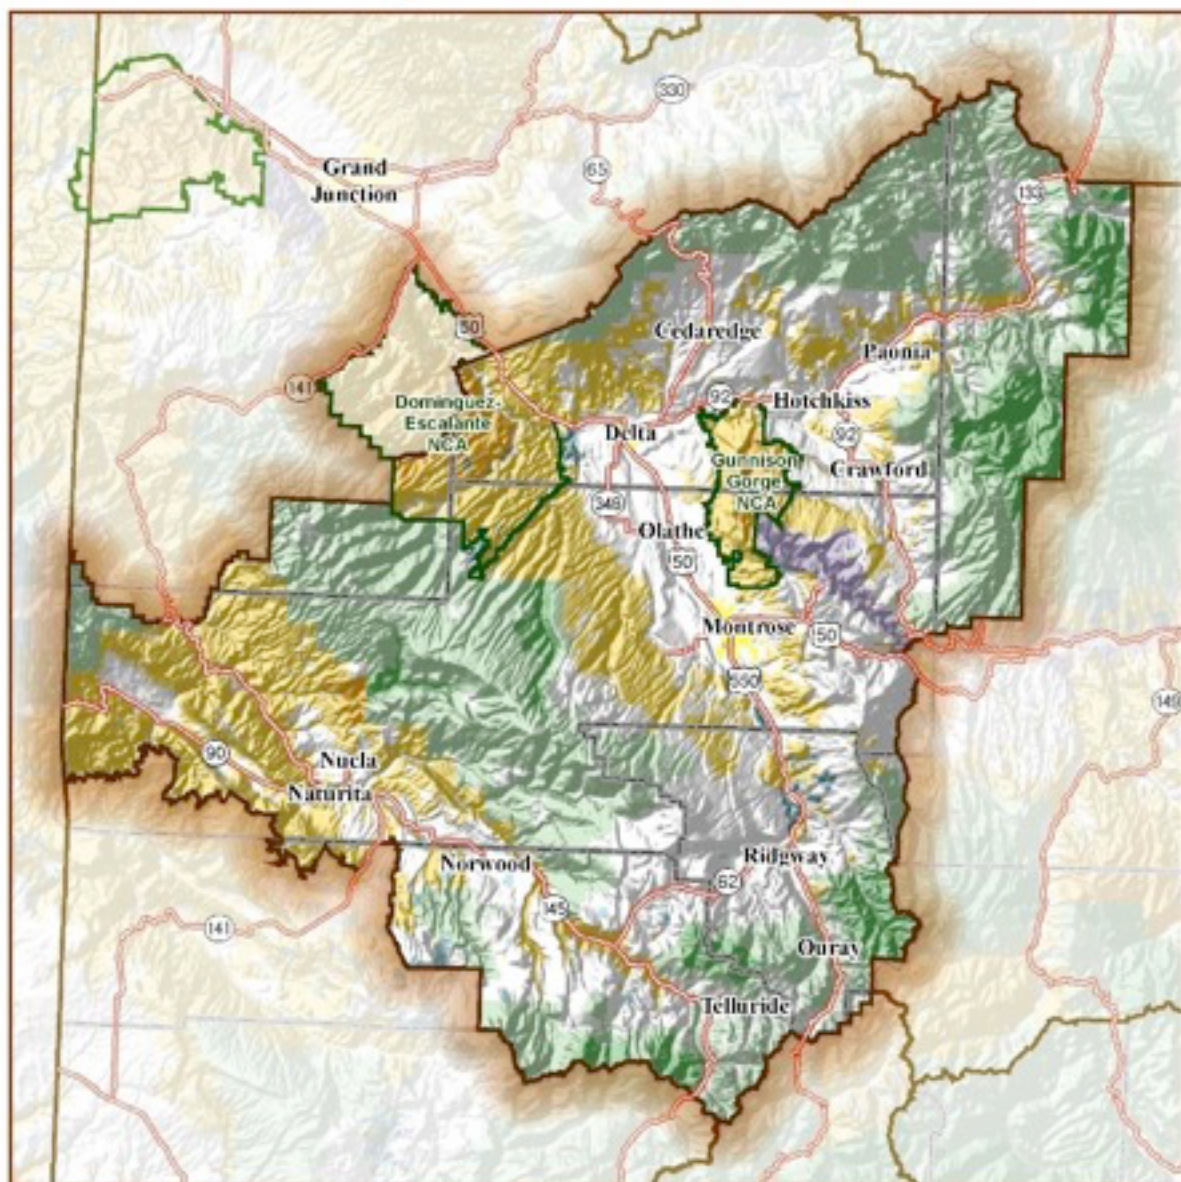 330
Grand
Junction
65
133
50
Cedaredge
Paonia
141
92
Hotchkiss
Dominguez-
Escalante
NCA
Delta
92
Gunnison
Gorge
NCA
Crawford
348
Olathe
50
Montrose
50
550
149
90
Nucla
Naturita
Norwood
Ridgway
62
145
141
Ouray
Telluride